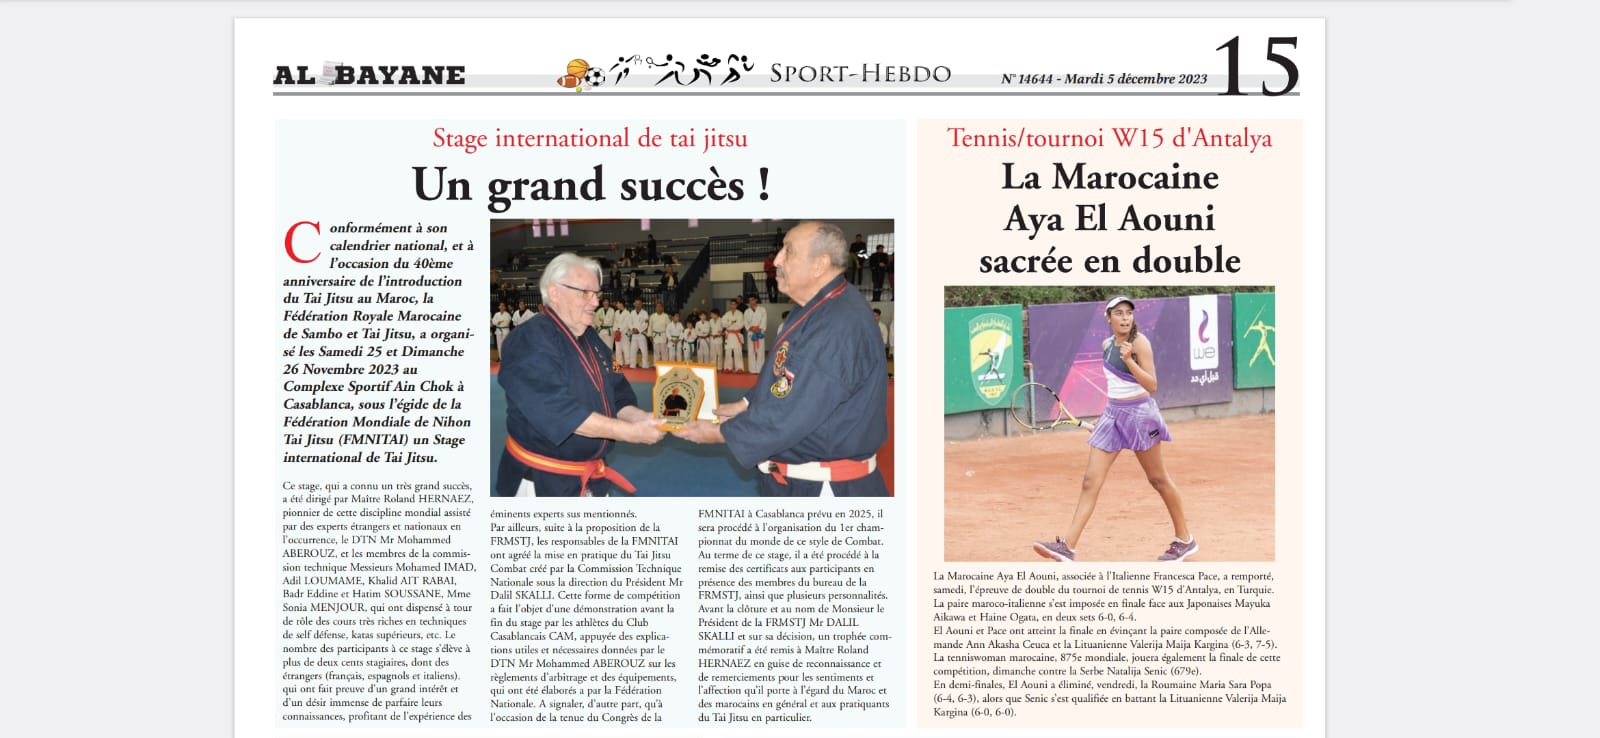 AL BAYANE
SPORT-HEBDO
N° 14644 - Mardi 5 décembre 2023
15
Stage international de tai jitsu
Un grand succès !
Conformément à son
calendrier national, et à
l'occasion du 40ème
anniversaire de l'introduction
du Tai Jitsu au Maroc, la
Fédération Royale Marocaine
de Sambo et Tai Jitsu, a organi-
sé les Samedi 25 et Dimanche
26 Novembre 2023 au
Complexe Sportif Ain Chok à
Casablanca, sous l'égide de la
Fédération Mondiale de Nihon
Tai Jitsu (FMNITAI) un Stage
international de Tai Jitsu.
Ce stage, qui a connu un très grand succès,
a été dirigé par Maître Roland HERNAEZ,
pionnier de cette discipline mondial assisté
par des experts étrangers et nationaux en
l'occurrence, le DTN Mr Mohammed
ABEROUZ, et les membres de la commis-
sion technique Messieurs Mohamed IMAD,
Adil LOUMAME, Khalid AIT RABAI,
Badr Eddine et Hatim SOUSSANE, Mme
Sonia MENJOUR, qui ont dispensé à tour
de rôle des cours très riches en techniques
de self défense, katas supérieurs, etc. Le
nombre des participants à ce stage s'élève à
plus de deux cents stagiaires, dont des
étrangers (français, espagnols et italiens).
qui ont fait preuve d'un grand intérêt et
d'un désir immense de parfaire leurs
connaissances, profitant de l'expérience des
éminents experts sus mentionnés.
Par ailleurs, suite à la proposition de la
FRMSTJ, les responsables de la FMNITAI
ont agréé la mise en pratique du Tai Jitsu
Combat créé par la Commission Technique
Nationale sous la direction du Président Mr
Dalil SKALLI. Cette forme de compétition
a fait l'objet d'une démonstration avant la
fin du stage par les athlètes du Club
Casablancais CAM, appuyée des explica-
tions utiles et nécessaires données par le
DTN Mr Mohammed ABEROUZ sur les
règlements d'arbitrage et des équipements,
qui ont été élaborés a par la Fédération
Nationale. A signaler, d'autre part, qu'à
l'occasion de la tenue du Congrès de la
FMNITAI à Casablanca prévu en 2025, il
sera procédé à l'organisation du 1er cham-
pionnat du monde de ce style de Combat.
Au terme de ce stage, il a été procédé à la
remise des certificats aux participants en
présence des membres du bureau de la
FRMSTJ, ainsi que plusieurs personnalités.
Avant la clôture et au nom de Monsieur le
Président de la FRMSTJ Mr DALIL
SKALLI et sur sa décision, un trophée com-
mémoratif a été remis à Maître Roland
HERNAEZ en guise de reconnaissance et
de remerciements pour les sentiments et
l'affection qu'il porte à l'égard du Maroc et
des marocains en général et aux pratiquants
du Tai Jitsu en particulier.
Tennis/tournoi W15 d'Antalya
La Marocaine
Aya El Aouni
sacrée en double
we
La Marocaine Aya El Aouni, associée à l'Italienne Francesca Pace, a remporté,
samedi, l'épreuve de double du tournoi de tennis W15 d'Antalya, en Turquie.
La paire maroco-italienne s'est imposée en finale face aux Japonaises Mayuka
Aikawa et Haine Ogata, en deux sets 6-0, 6-4.
El Aouni et Pace ont atteint la finale en évinçant la paire composée de l'Alle-
mande Ann Akasha Ceuca et la Lituanienne Valerija Maija Kargina (6-3, 7-5).
La tenniswoman marocaine, 875e mondiale, jouera également la finale de cette
compétition, dimanche contre la Serbe Natalija Senic (679e).
En demi-finales, El Aouni a éliminé, vendredi, la Roumaine Maria Sara Popa
(6-4, 6-3), alors que Senic s'est qualifiée en battant la Lituanienne Valerija Maija
Kargina (6-0, 6-0).